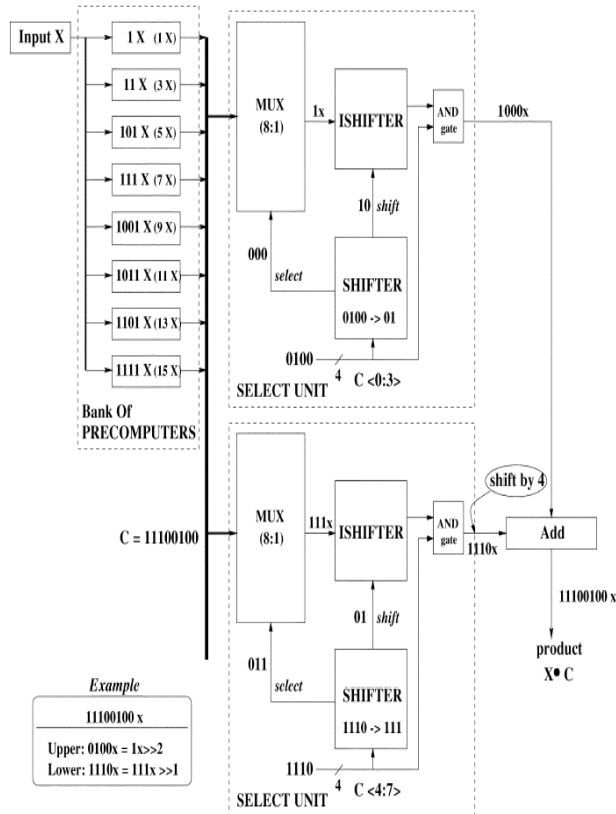 Input X
1 X (1 X)
11 X (3 X)
101 X (5 X)
111 X (7 X)
1001 X (9 X)
1011 X (11 X)
1101 X (13 X)
1111 X (15 X)
Bank Of
PRECOMPUTERS
MUX
(8:1)
1x
ISHIFTER
AND
gate
1000x
10 shift
000
select
SHIFTER
0100 -> 01
0100
4
C <0:3>
SELECT UNIT
C = 11100100
MUX
(8:1)
111x
ISHIFTER
AND
gate
shift by 4
1110x
Add
11100100 x
product
X • C
01 shift
011
select
SHIFTER
1110 -> 111
1110
4
C <4:7>
SELECT UNIT
Example
11100100 x
Upper: 0100x = 1x>>2
Lower: 1110x = 111x >>1